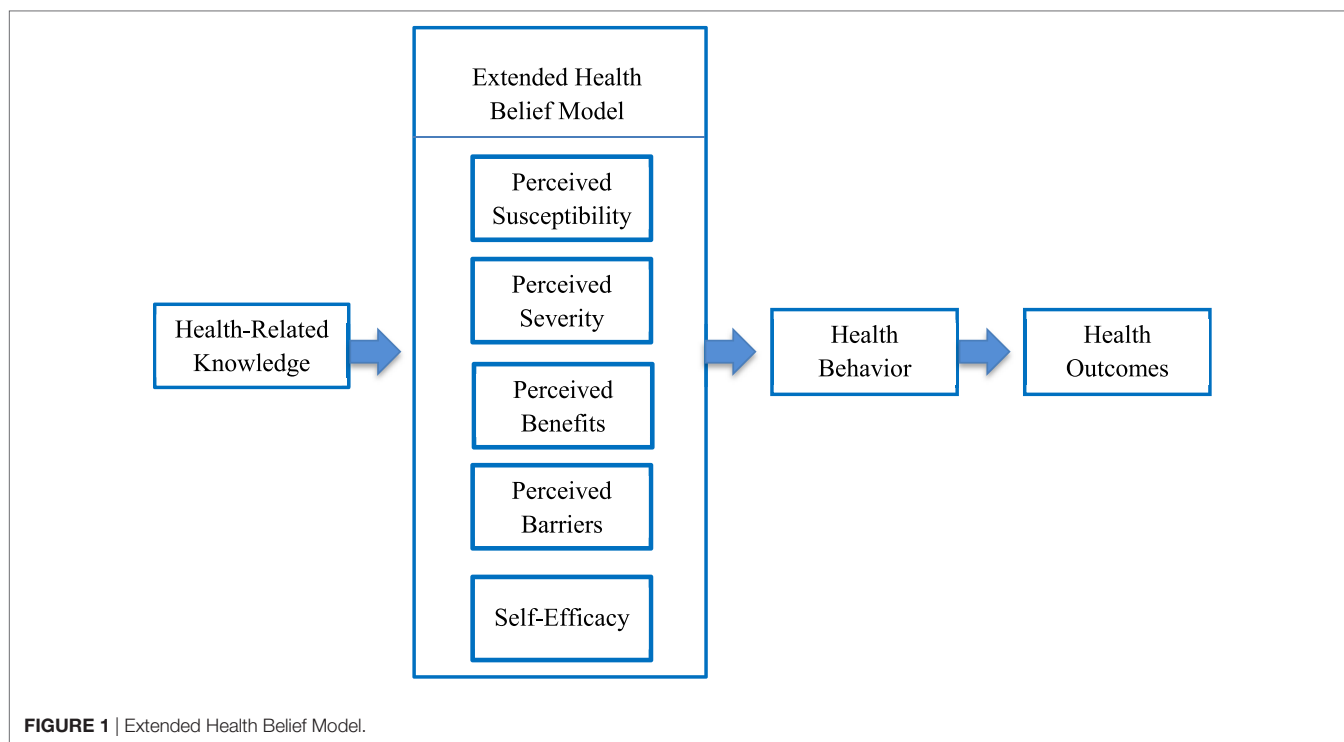 Extended Health
Belief Model
Perceived
Susceptibility
Perceived
Severity
Health-Related
Knowledge
Perceived
Benefits
Perceived
Barriers
Self-Efficacy
Health
Behavior
Health
Outcomes
FIGURE 1 | Extended Health Belief Model.